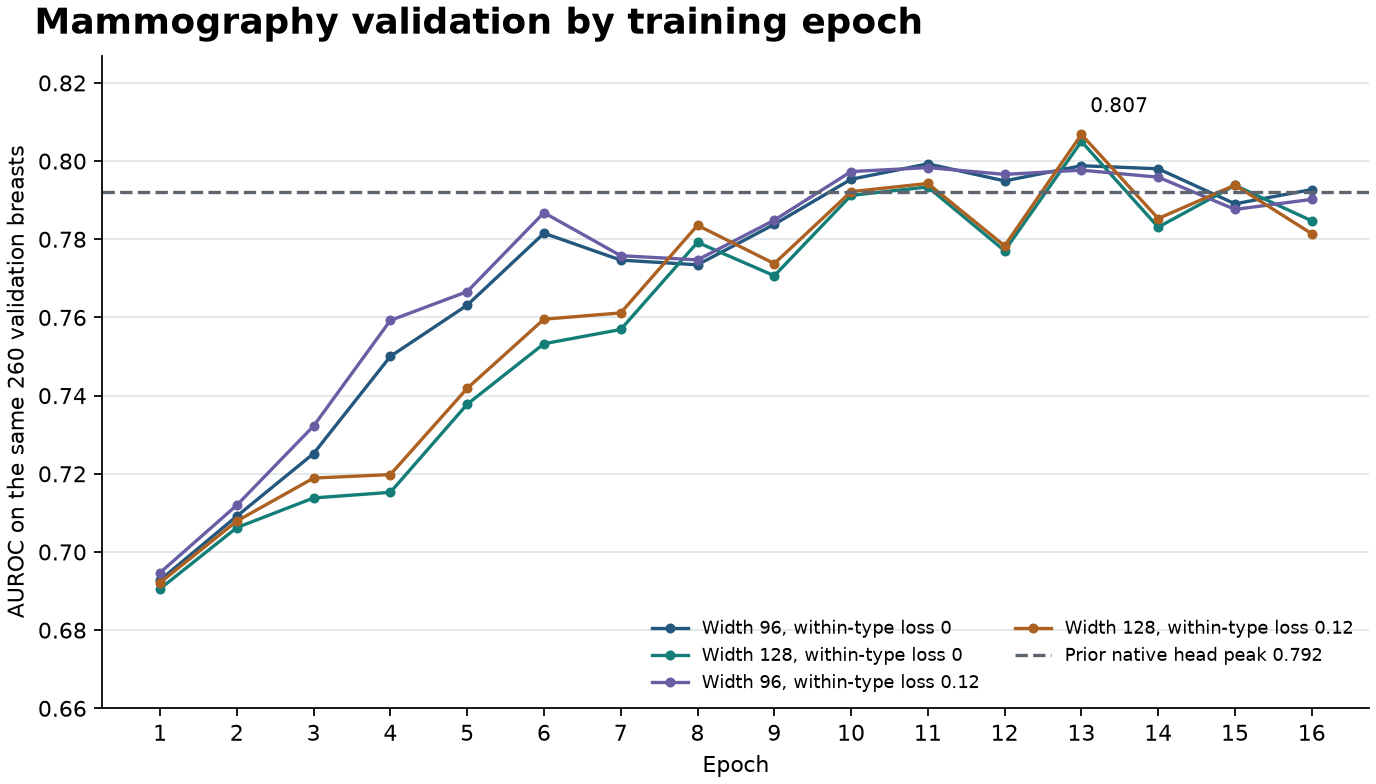 Mammography validation by training epoch
AUROC on the same 260 validation breasts
0.82
0.80
0.78
0.76
0.74
0.72
0.70
0.68
0.66
0.807
Width 96, within-type loss 0
Width 128, within-type loss 0
Width 96, within-type loss 0.12
Width 128, within-type loss 0.12
Prior native head peak 0.792
1 2 3 4 5 6 7 8 9 10 11 12 13 14 15 16
Epoch